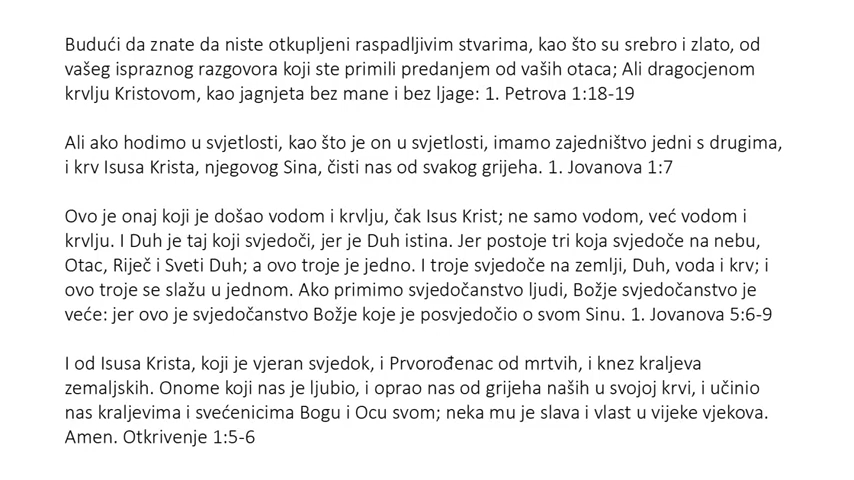 Budući da znate da niste otkupljeni raspadljivim stvarima, kao što su srebro i zlato, od
vašeg ispraznog razgovora koji ste primili predanjem od vaših otaca; Ali dragocjenom
krvlju Kristovom, kao jagnjeta bez mane i bez ljage: 1. Petrova 1:18-19
Ali ako hodimo u svjetlosti, kao što je on u svjetlosti, imamo zajedništvo jedni s drugima,
i krv Isusa Krista, njegovog Sina, čisti nas od svakog grijeha. 1. Jovanova 1:7
Ovo je onaj koji je došao vodom i krvlju, čak Isus Krist; ne samo vodom, već vodom i
krvlju. I Duh je taj koji svjedoči, jer je Duh istina. Jer postoje tri koja svjedoče na nebu,
Otac, Riječ i Sveti Duh; a ovo troje je jedno. I troje svjedoče na zemlji, Duh, voda i krv; i
ovo troje se slažu u jednom. Ako primimo svjedočanstvo ljudi, Božje svjedočanstvo je
veće: jer ovo je svjedočanstvo Božje koje je posvjedočio o svom Sinu. 1. Jovanova 5:6-9
I od Isusa Krista, koji je vjeran svjedok, i Prvorođenac od mrtvih, i knez kraljeva
zemaljskih. Onome koji nas je ljubio, i oprao nas od grijeha naših u svojoj krvi, i učinio
nas kraljevima i svećenicima Bogu i Ocu svom; neka mu je slava i vlast u vijeke vjekova.
Amen. Otkrivenje 1:5-6